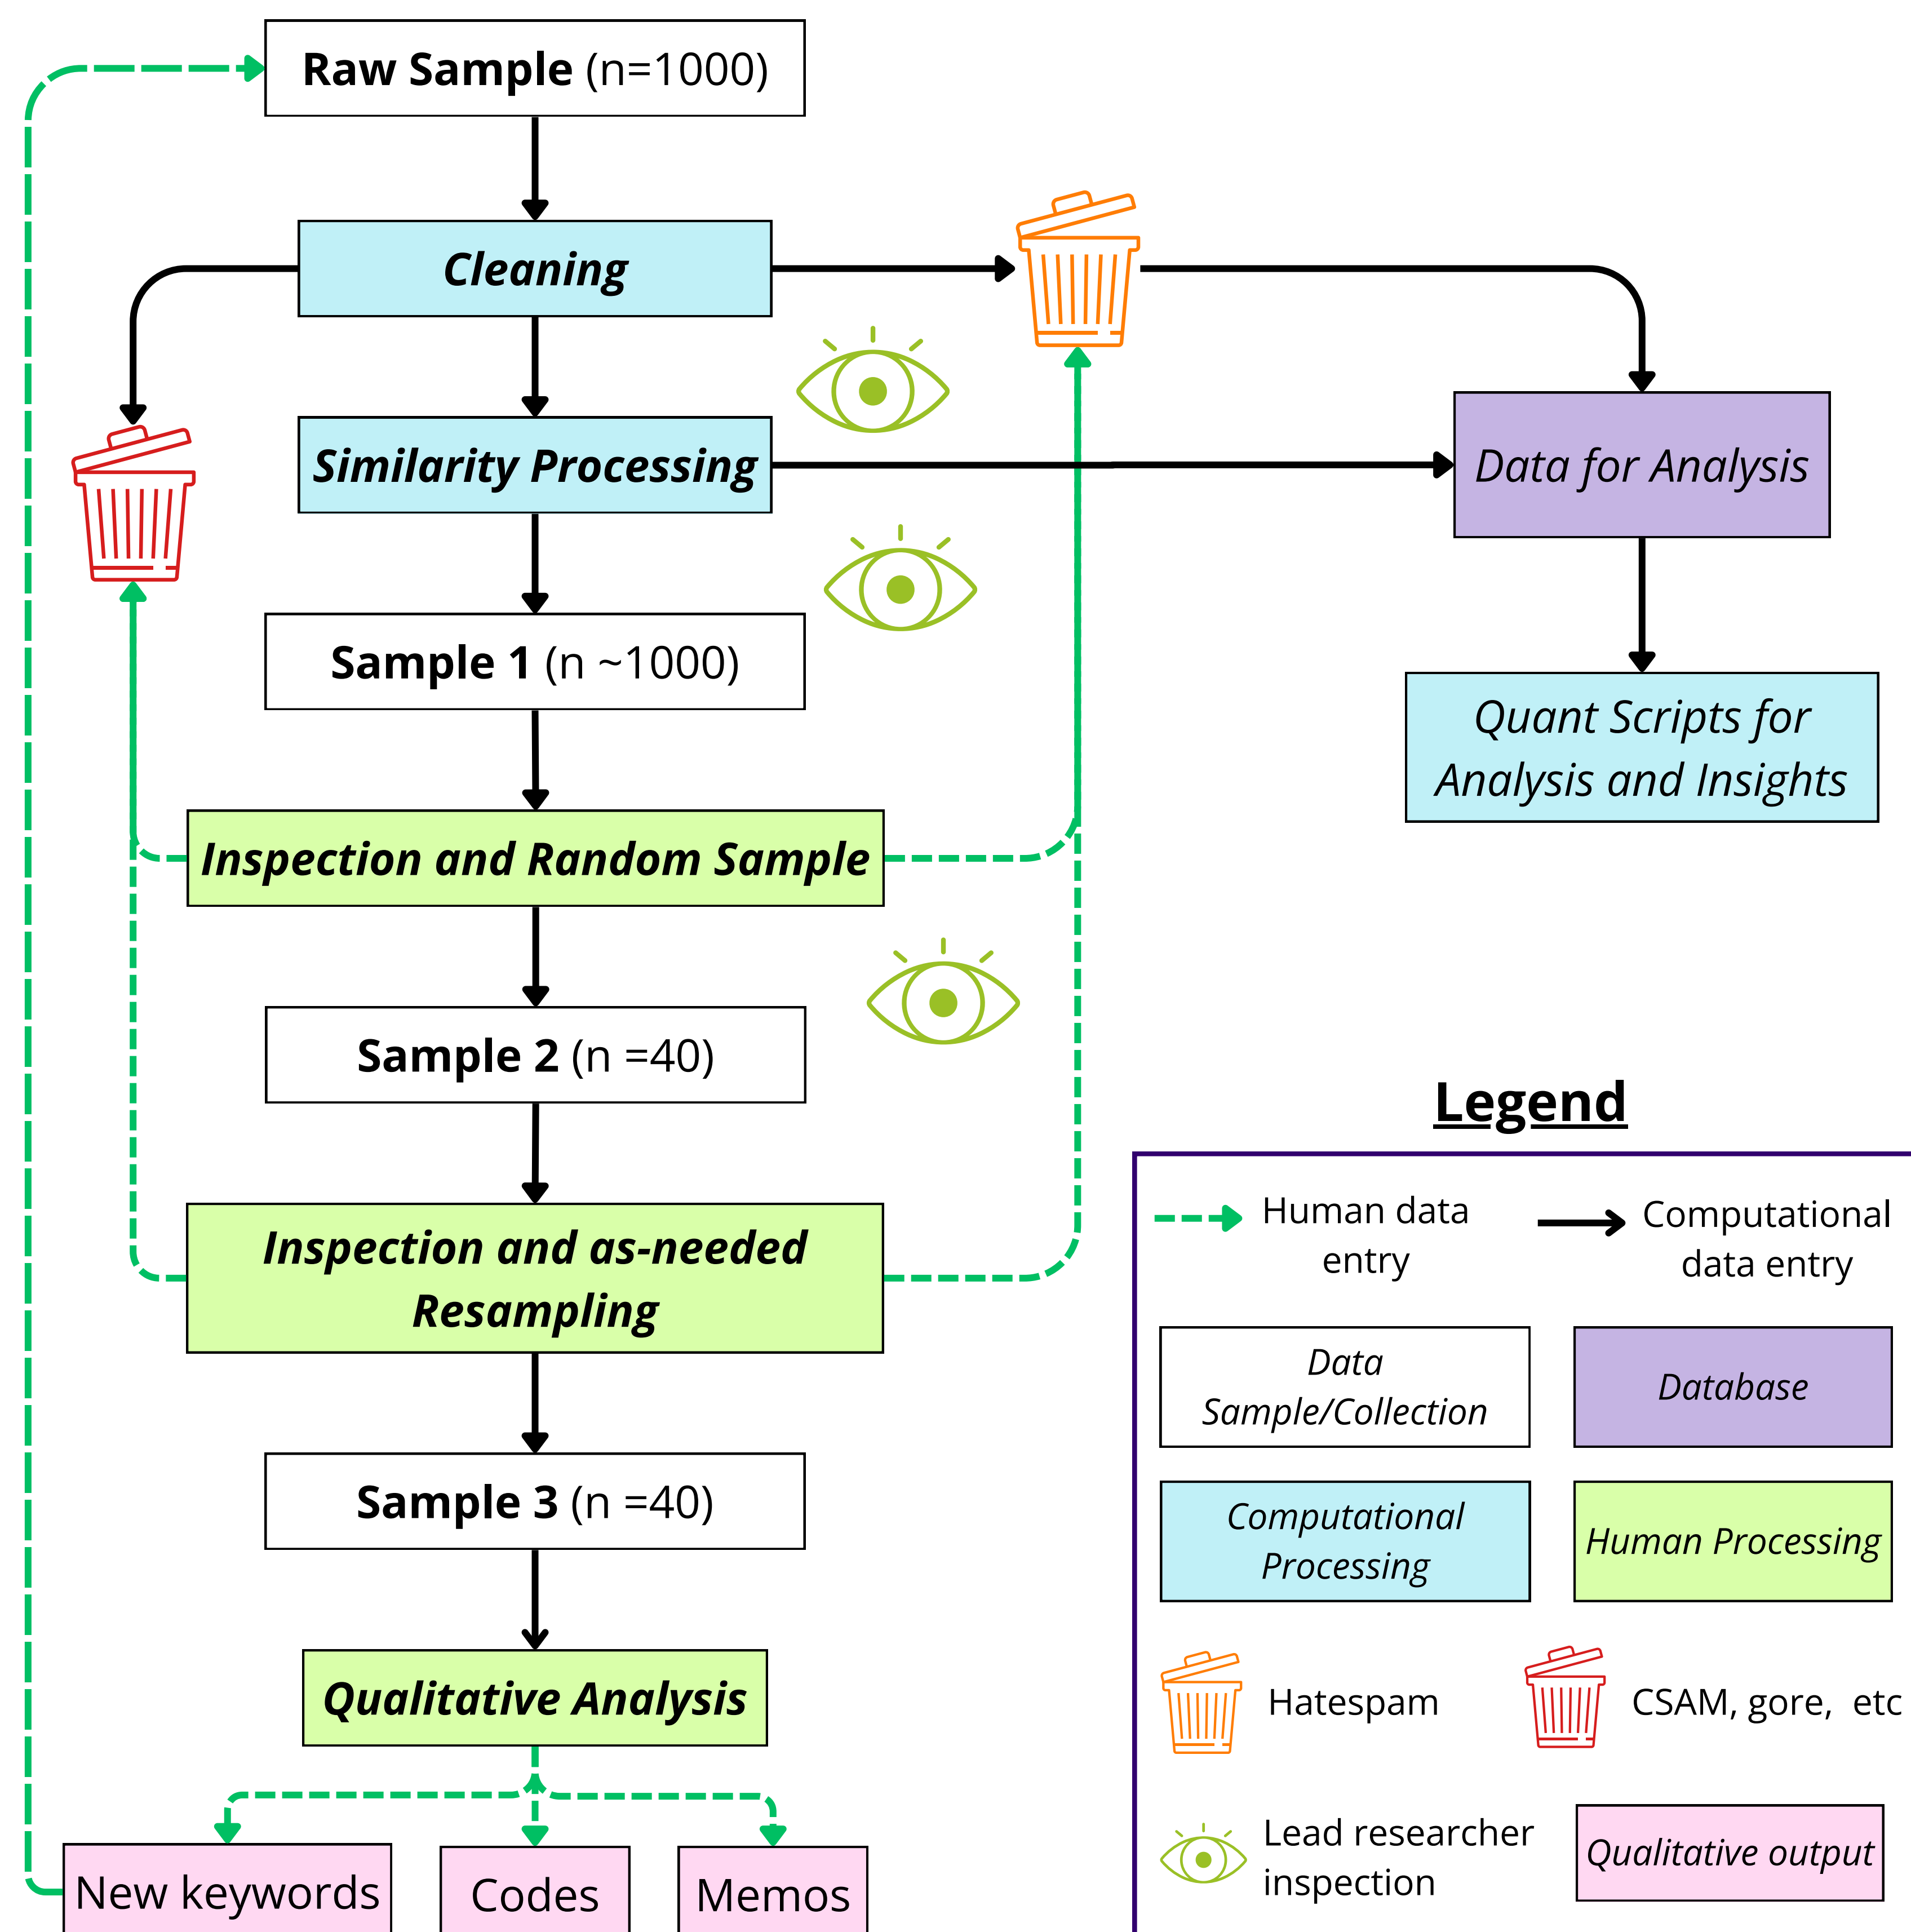 Raw Sample (n=1000)
Cleaning
Similarity Processing
Data for Analysis
Sample 1 (n ~1000)
Quant Scripts for
Analysis and Insights
Inspection and Random Sample
Sample 2 (n =40)
Inspection and as-needed
Resampling
Sample 3 (n =40)
Qualitative Analysis
New keywords
Codes
Memos
Legend
Human data
entry
Computational
data entry
Data
Sample/Collection
Database
Computational
Processing
Human Processing
Hatespam
CSAM, gore,  etc
Lead researcher
inspection
Qualitative output